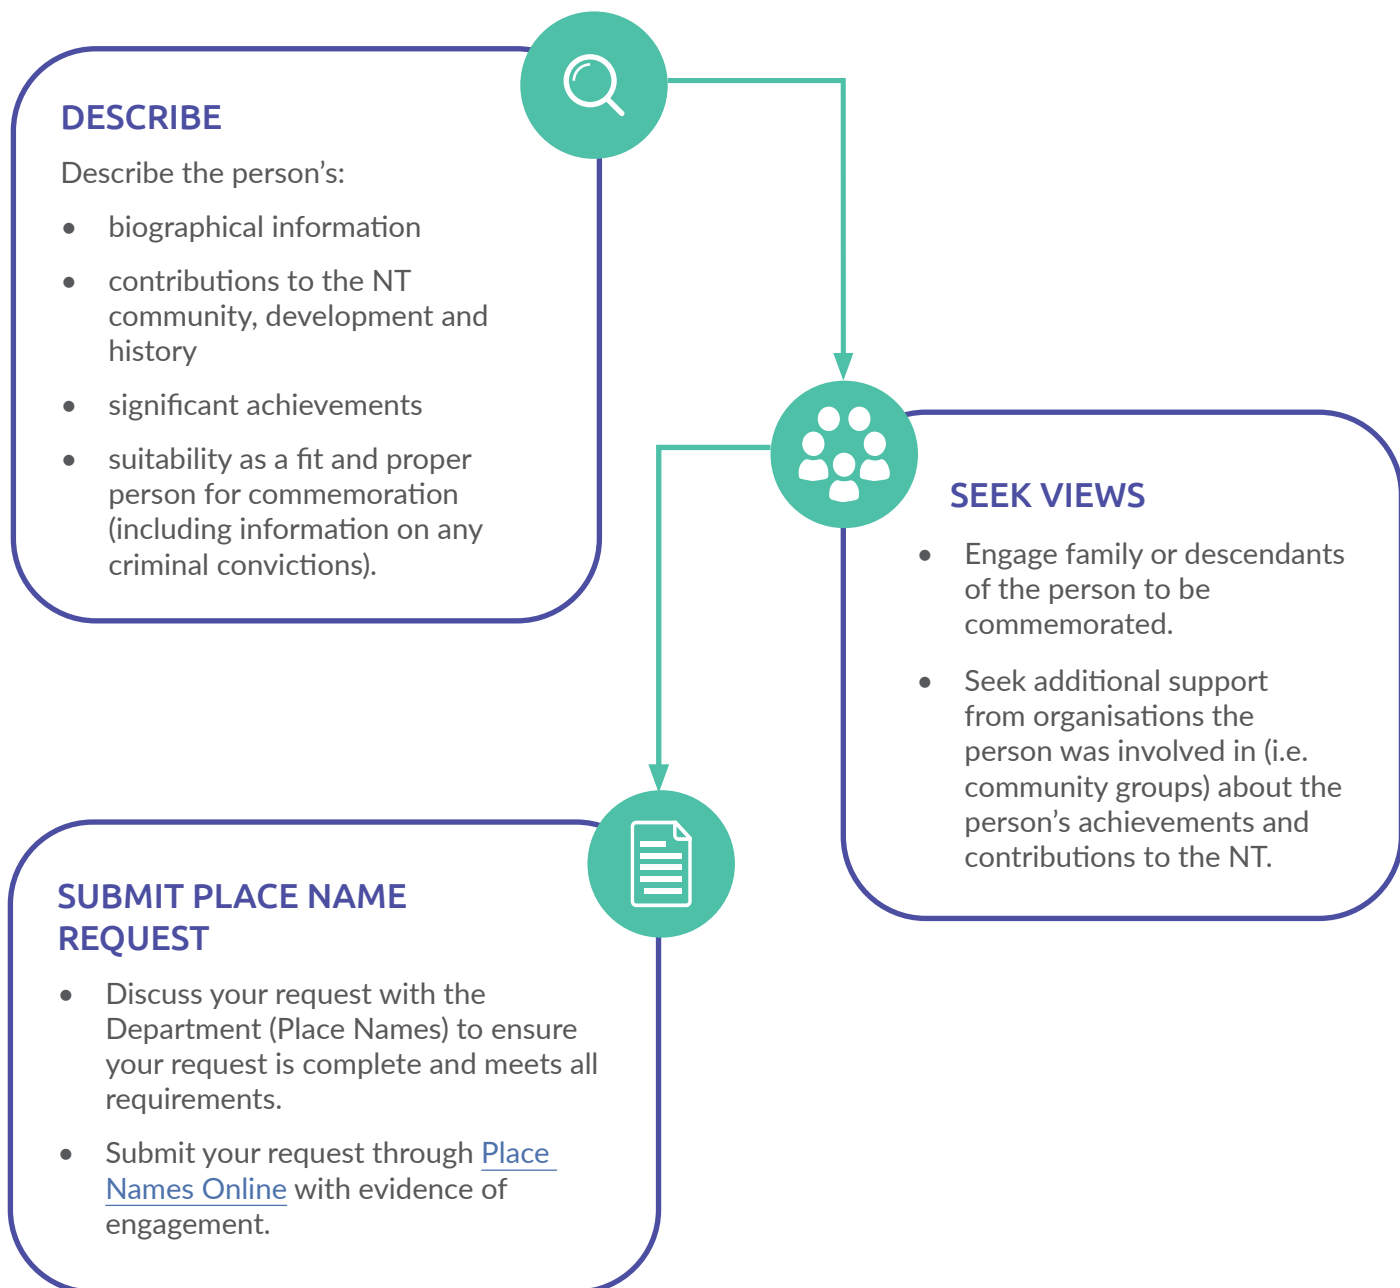 DESCRIBE
Describe the person’s:
• biographical information
• contributions to the NT
community, development and
history
• significant achievements
• suitability as a fit and proper
person for commemoration
(including information on any
criminal convictions).
SEEK VIEWS
• Engage family or descendants
of the person to be
commemorated.
• Seek additional support
from organisations the
person was involved in (i.e.
community groups) about the
person’s achievements and
contributions to the NT.
SUBMIT PLACE NAME
REQUEST
• Discuss your request with the
Department (Place Names) to ensure
your request is complete and meets all
requirements.
• Submit your request through Place
Names Online with evidence of
engagement.